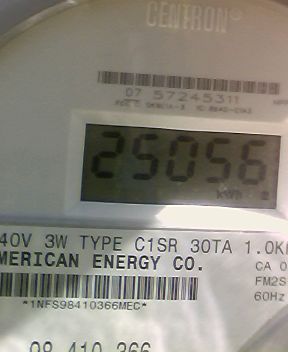 CENTRON®
07 57245311
25056
kWh
40V 3W TYPE C1SR 30TA 1.0K
MERICAN ENERGY CO.
CA 0
FM2S
60Hz
*1NFS98410366MEC*
98 410 366